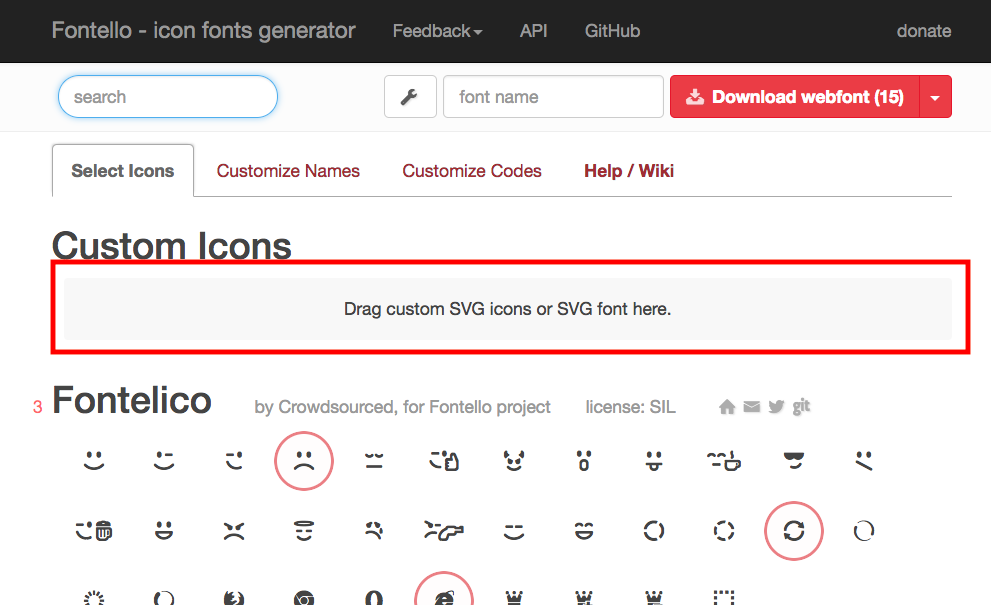 Fontello - icon fonts generator Feedback API GitHub donate
search font name Download webfont (15)
Select Icons Customize Names Customize Codes Help / Wiki
Custom Icons
Drag custom SVG icons or SVG font here.
3 Fontelico by Crowdsourced, for Fontello project license: SIL git